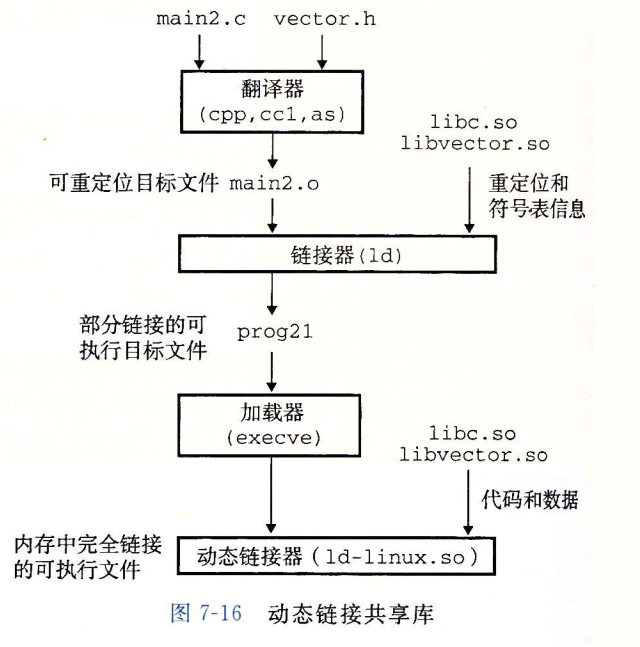 main2.c vector.h
翻译器
(cpp,cc1,as)
libc.so
libvector.so
可重定位目标文件 main2.o
重定位和
符号表信息
链接器(ld)
部分链接的可
执行目标文件
prog21
加载器
(execve)
libc.so
libvector.so
代码和数据
内存中完全链接
的可执行文件
动态链接器(ld-linux.so)
图 7-16 动态链接共享库